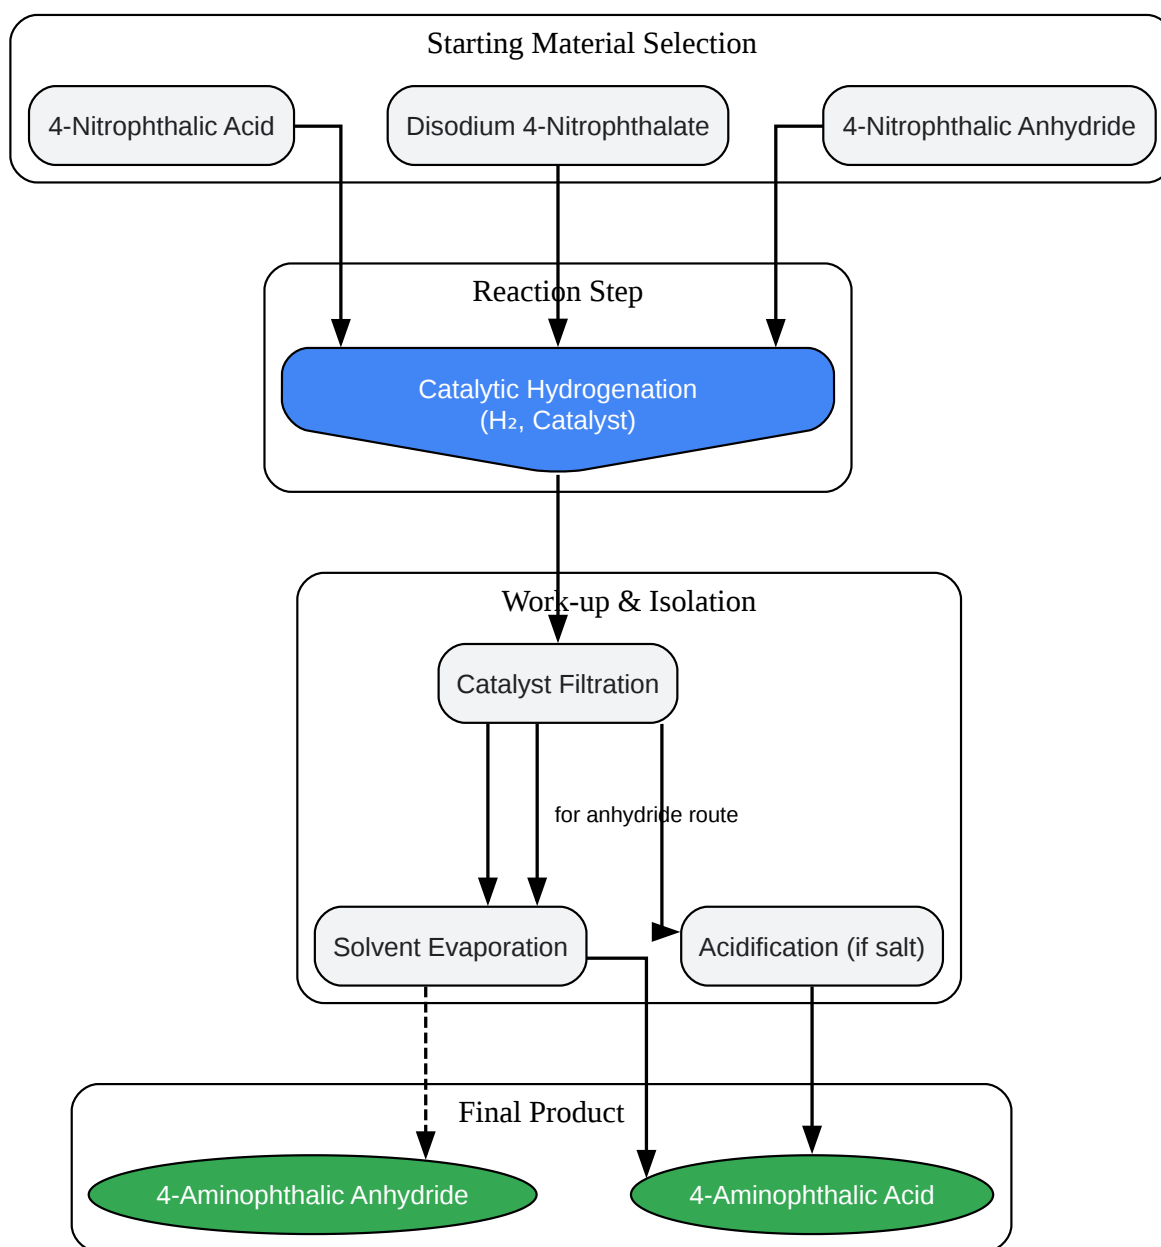 Starting Material Selection
4-Nitrophthalic Acid
Disodium 4-Nitrophthalate
4-Nitrophthalic Anhydride
Reaction Step
Catalytic Hydrogenation
(H₂, Catalyst)
Work-up & Isolation
Catalyst Filtration
for anhydride route
Solvent Evaporation
Acidification (if salt)
Final Product
4-Aminophthalic Anhydride
4-Aminophthalic Acid